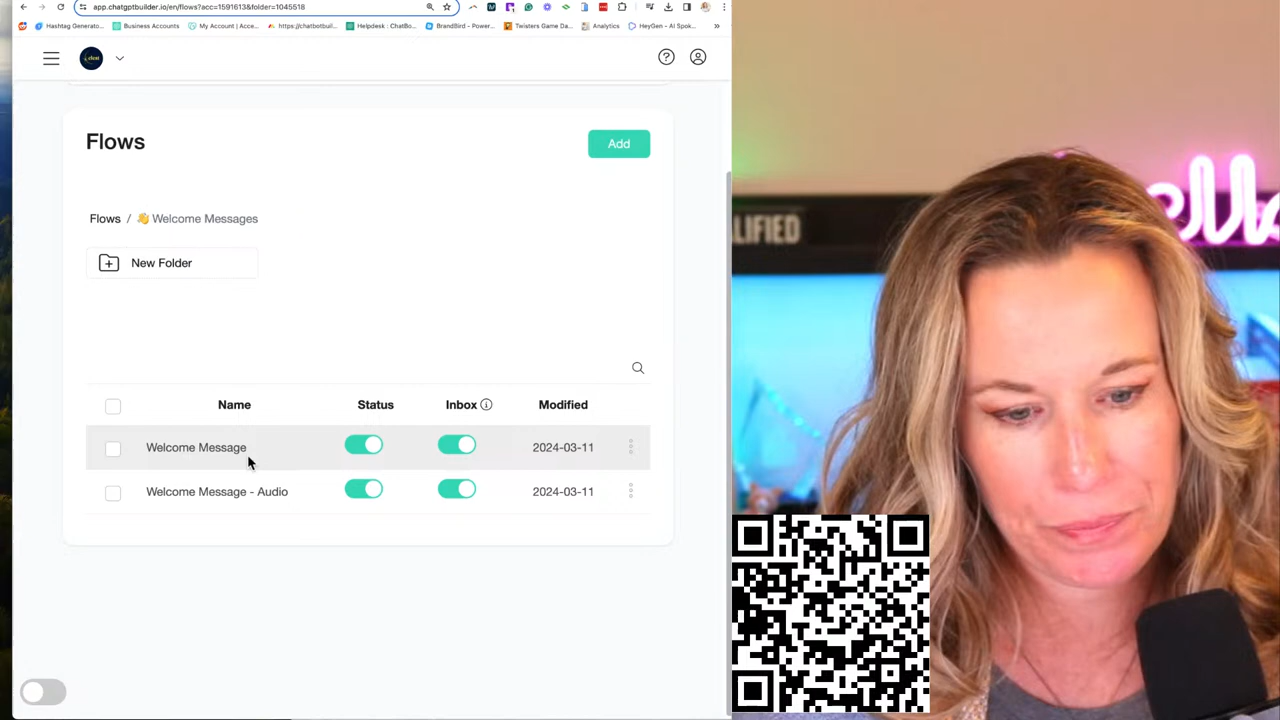 app.chatgptbuilder.io/en/flows?acc=1591613&folder=1045518
Hashtag Generato... Business Accounts My Account | Acce... https://chatbotbuil... Helpdesk : ChatBo... BrandBird - Power... Twisters Game Da... Analytics HeyGen - AI Spok... »
Flows
Add
Flows / 👋 Welcome Messages
New Folder
Name Status Inbox Modified
Welcome Message 2024-03-11
Welcome Message - Audio 2024-03-11